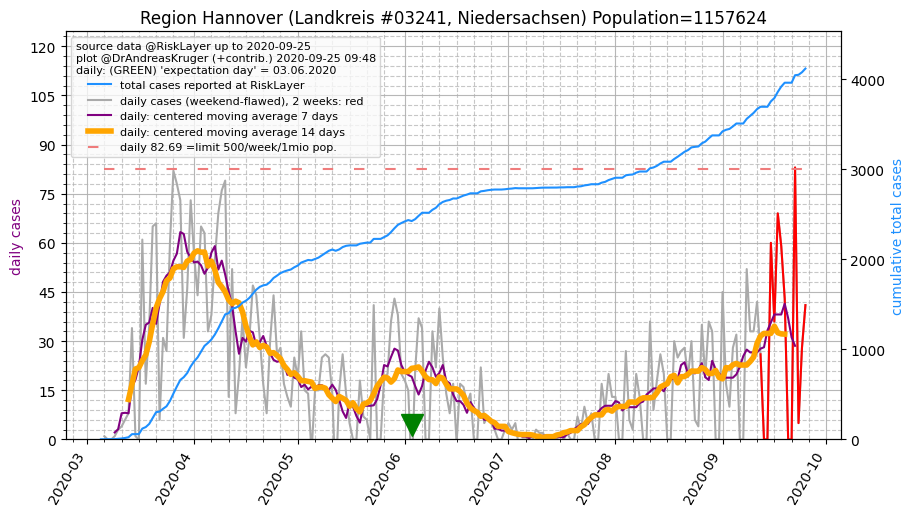 Region Hannover (Landkreis #03241, Niedersachsen) Population=1157624
source data @RiskLayer up to 2020-09-25
plot @DrAndreasKruger (+contrib.) 2020-09-25 09:48
daily: (GREEN) 'expectation day' = 03.06.2020
total cases reported at RiskLayer
daily cases (weekend-flawed), 2 weeks: red
daily: centered moving average 7 days
daily: centered moving average 14 days
daily 82.69 =limit 500/week/1mio pop.
daily cases
120
105
90
75
60
45
30
15
0
cumulative total cases
4000
3000
2000
1000
0
2020-03
2020-04
2020-05
2020-06
2020-07
2020-08
2020-09
2020-10